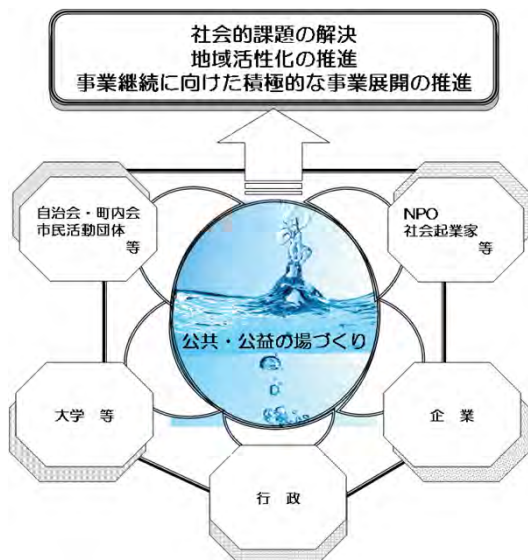 社会的課題の解決
地域活性化の推進
事業継続に向けた積極的な事業展開の推進
自治会・町内会
市民活動団体
等
NPO
社会起業家
等
公共・公益の場づくり
大学 等
企 業
行 政